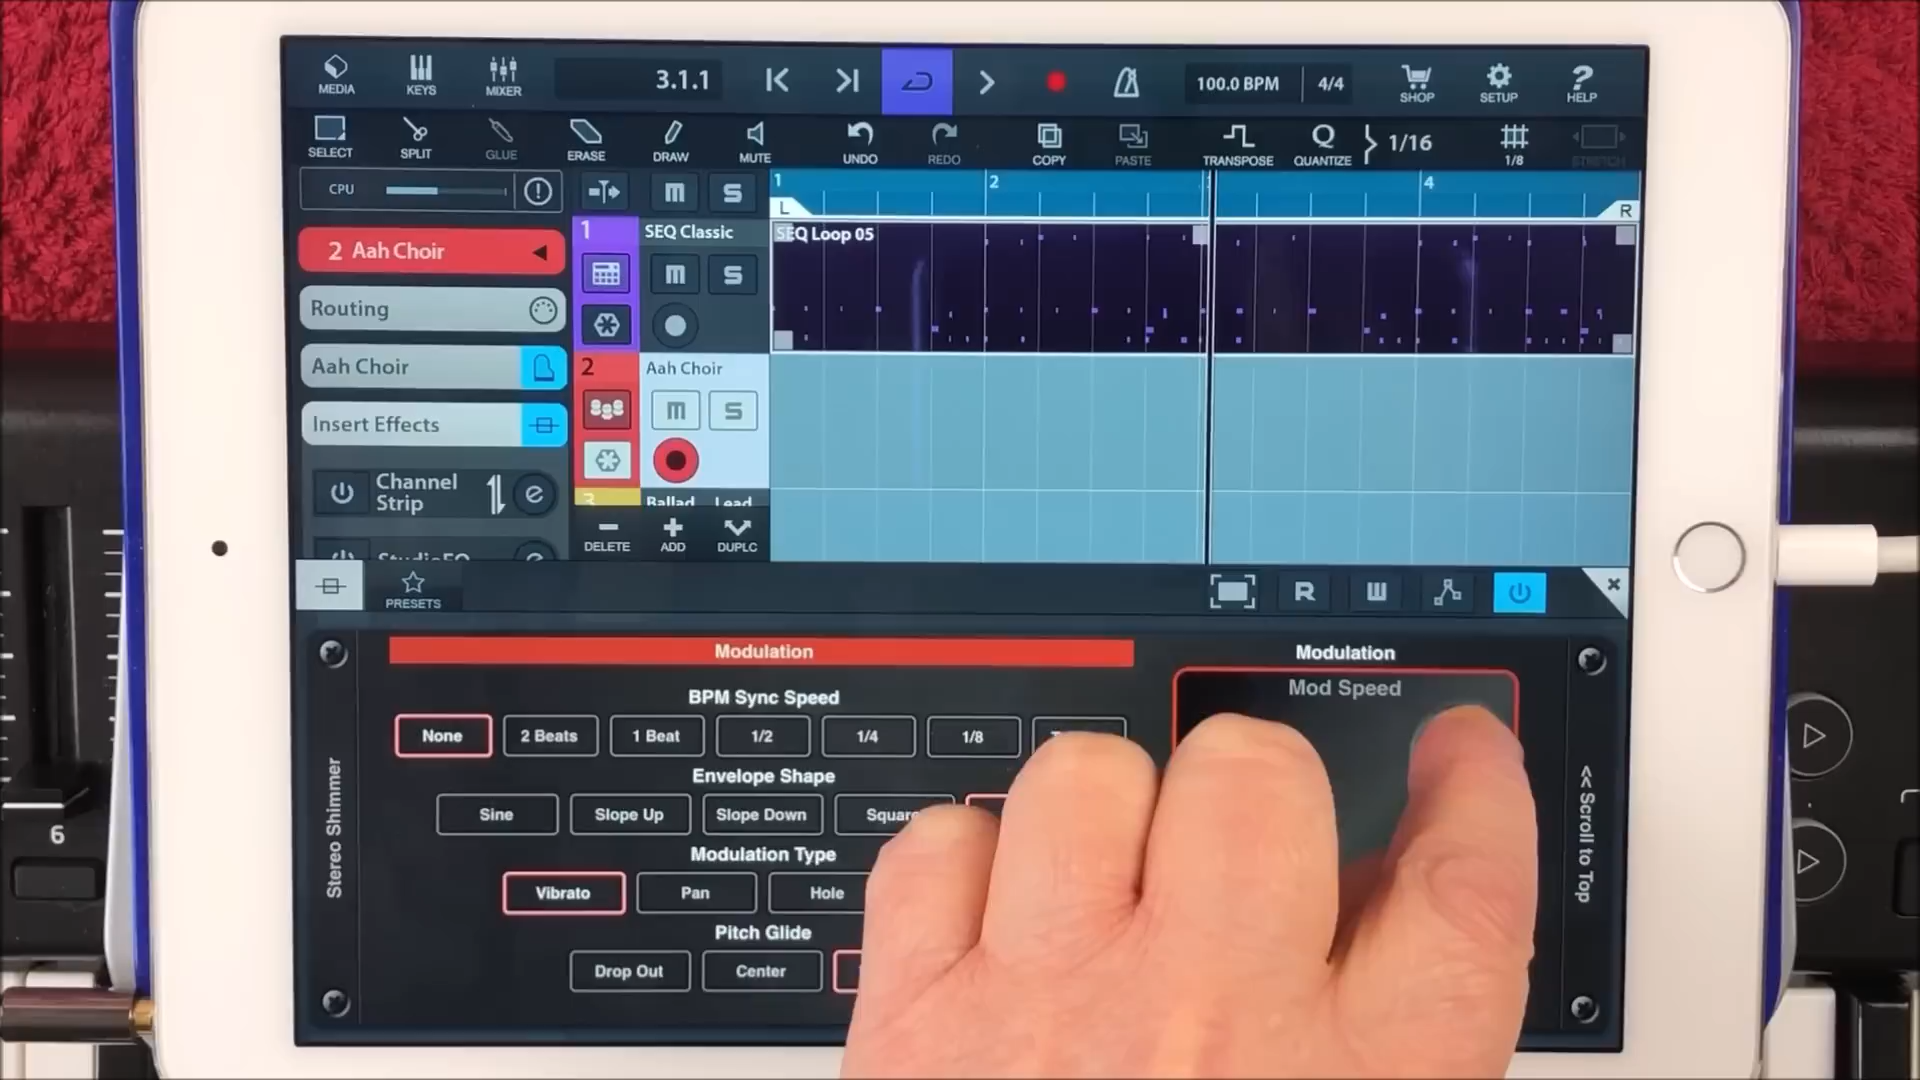 MEDIA
KEYS
MIXER
3.1.1
100.0 BPM
4/4
SHOP
SETUP
HELP
SELECT
SPLIT
GLUE
ERASE
DRAW
MUTE
UNDO
REDO
COPY
PASTE
TRANSPOSE
Q
QUANTIZE
1/16
1/8
STRETCH
CPU
m
S
1
2
4
L
R
2 Aah Choir
1
SEQ Classic
SEQ Loop 05
m
S
Routing
Aah Choir
2
Aah Choir
m
S
Insert Effects
Channel
Strip
e
3
Ballad Lead
StudioEQ
DELETE
ADD
DUPLC
PRESETS
R
W
Modulation
Modulation
BPM Sync Speed
Mod Speed
None
2 Beats
1 Beat
1/2
1/4
1/8
Envelope Shape
Sine
Slope Up
Slope Down
Square
Modulation Type
Vibrato
Pan
Hole
Pitch Glide
Drop Out
Center
Stereo Shimmer
<< Scroll to Top
6